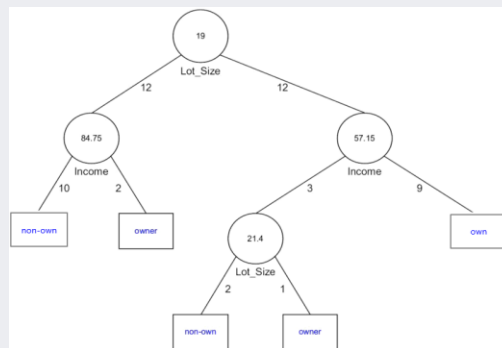 19
Lot_Size
12 12
84.75 57.15
Income Income
10 2 3 9
non-own owner 21.4 own
Lot_Size
2 1
non-own owner